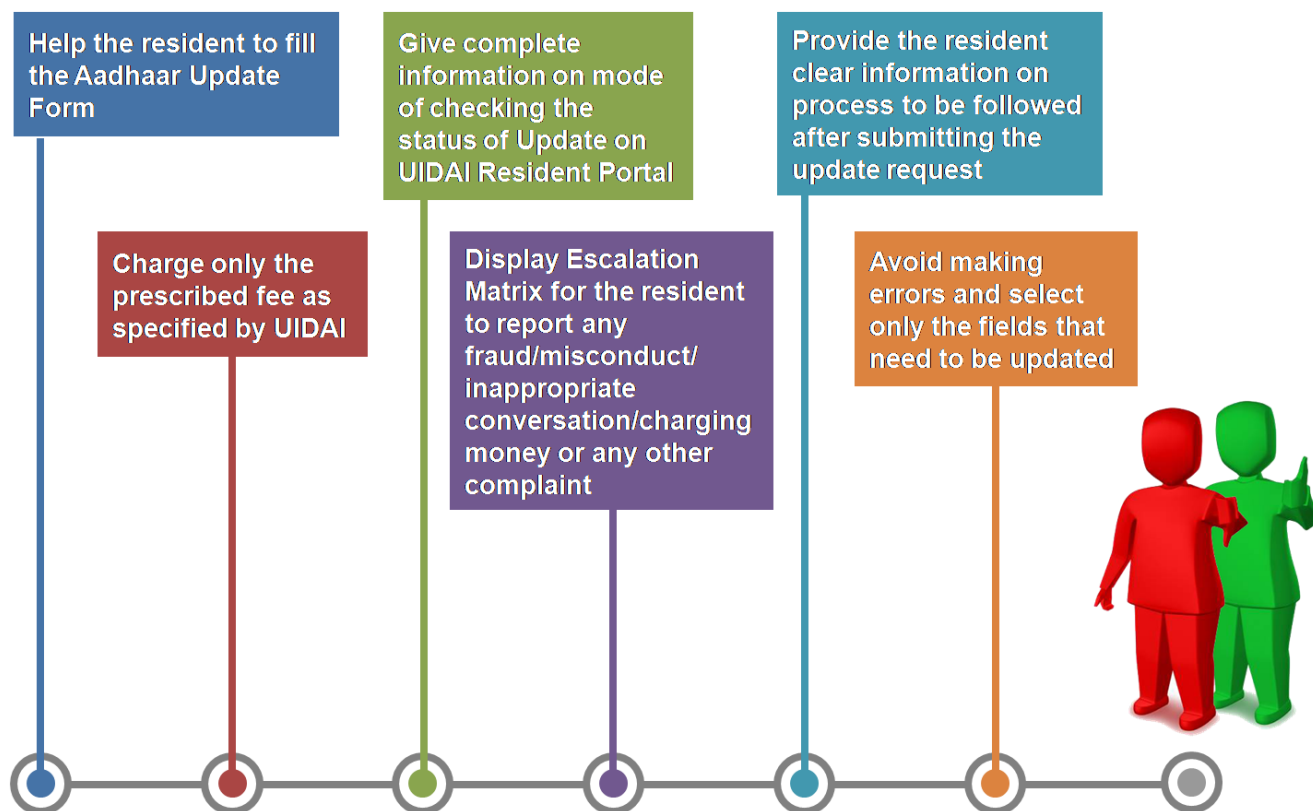 Help the resident to fill
the Aadhaar Update
Form
Charge only the
prescribed fee as
specified by UIDAI
Give complete
information on mode
of checking the
status of Update on
UIDAI Resident Portal
Display Escalation
Matrix for the resident
to report any
fraud/misconduct/
inappropriate
conversation/charging
money or any other
complaint
Provide the resident
clear information on
process to be followed
after submitting the
update request
Avoid making
errors and select
only the fields that
need to be updated